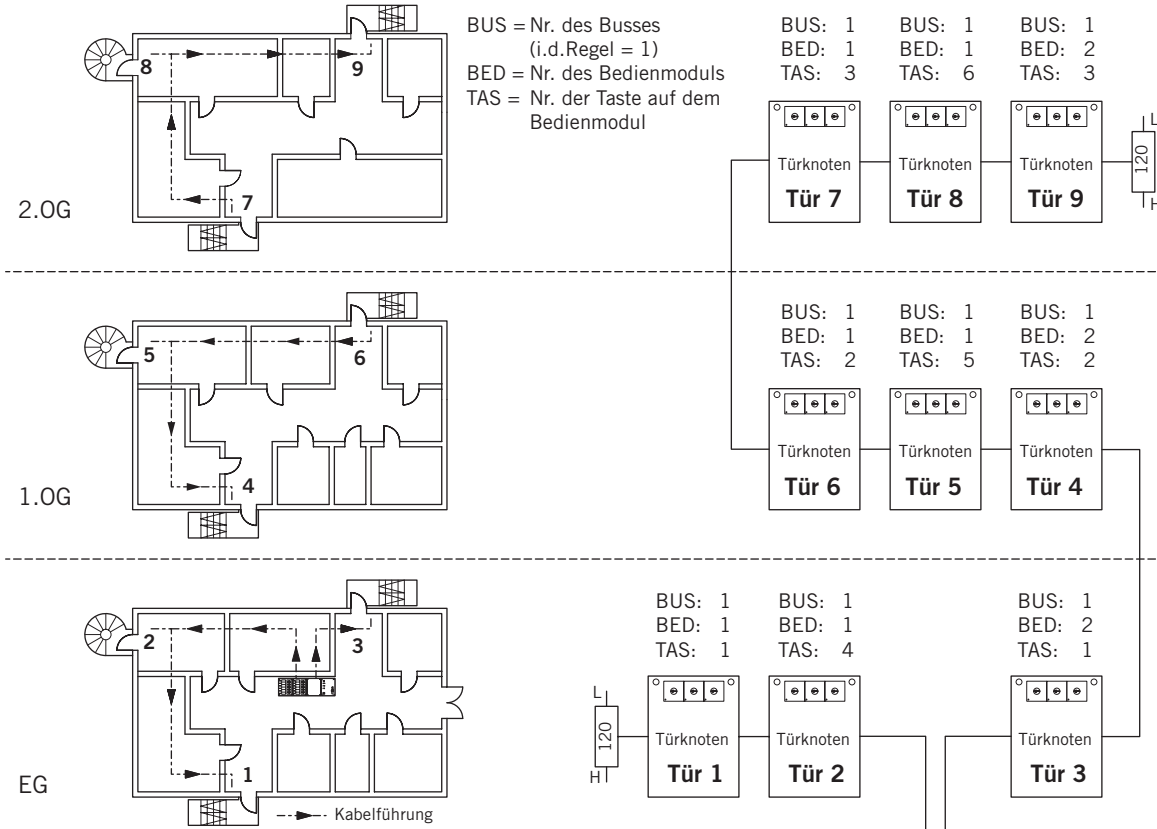 BUS = Nr. des Busses
(i.d.Regel = 1)
BED = Nr. des Bedienmoduls
TAS = Nr. der Taste auf dem
Bedienmodul
BUS: 1 BUS: 1 BUS: 1
BED: 1 BED: 1 BED: 2
TAS: 3 TAS: 6 TAS: 3
8 9
7
2.OG
Türknoten Türknoten Türknoten
Tür 7 Tür 8 Tür 9
L
120
H
BUS: 1 BUS: 1 BUS: 1
BED: 1 BED: 1 BED: 2
TAS: 2 TAS: 5 TAS: 2
5 6
4
1.OG
Türknoten Türknoten Türknoten
Tür 6 Tür 5 Tür 4
BUS: 1 BUS: 1 BUS: 1
BED: 1 BED: 1 BED: 2
TAS: 1 TAS: 4 TAS: 1
2 3
1
EG
Kabelführung
L
120
H
Türknoten Türknoten Türknoten
Tür 1 Tür 2 Tür 3